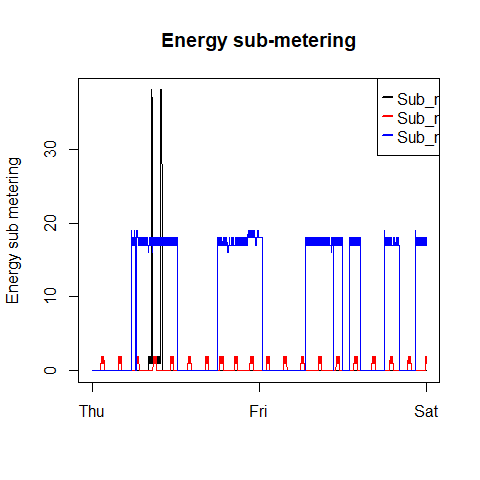 Energy sub-metering
Sub_r
Sub_r
Sub_r
Energy sub metering
30
20
10
0
Thu
Fri
Sat